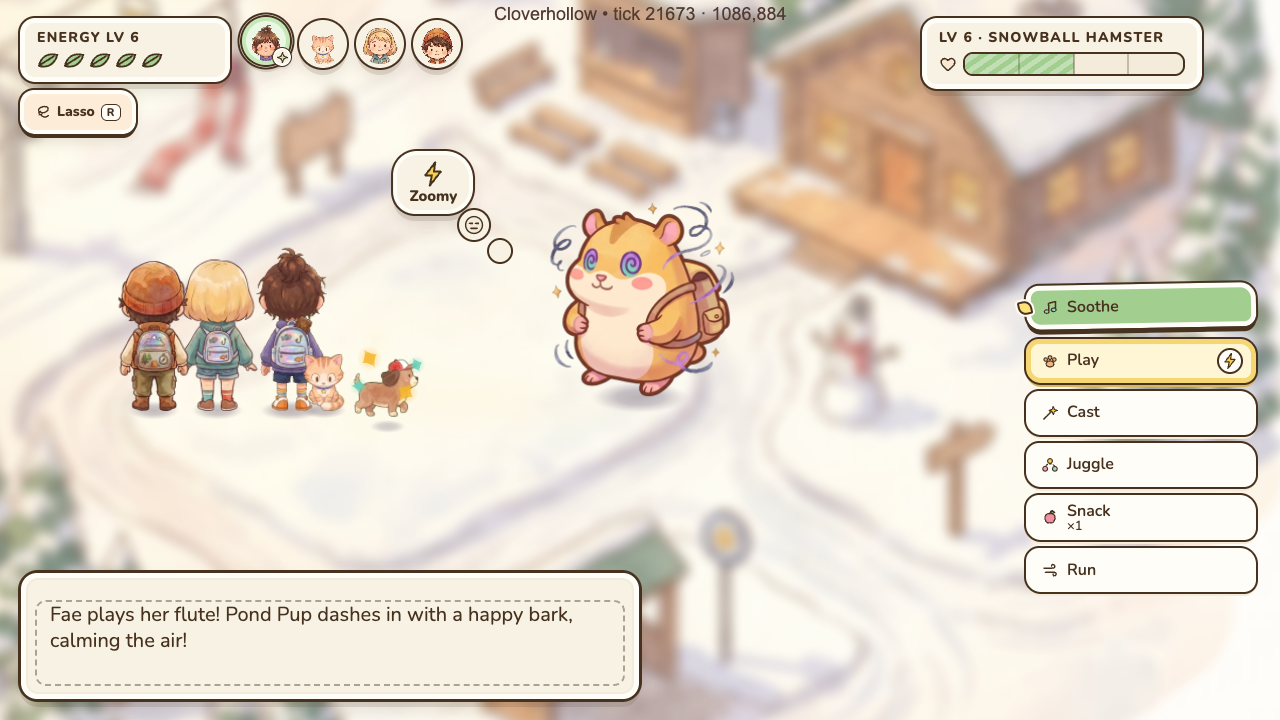 Cloverhollow • tick 21673 · 1086,884
ENERGY LV 6
LV 6 · SNOWBALL HAMSTER
Lasso R
Zoomy
Soothe
Play
Cast
Juggle
Snack
×1
Run
Fae plays her flute! Pond Pup dashes in with a happy bark,
calming the air!